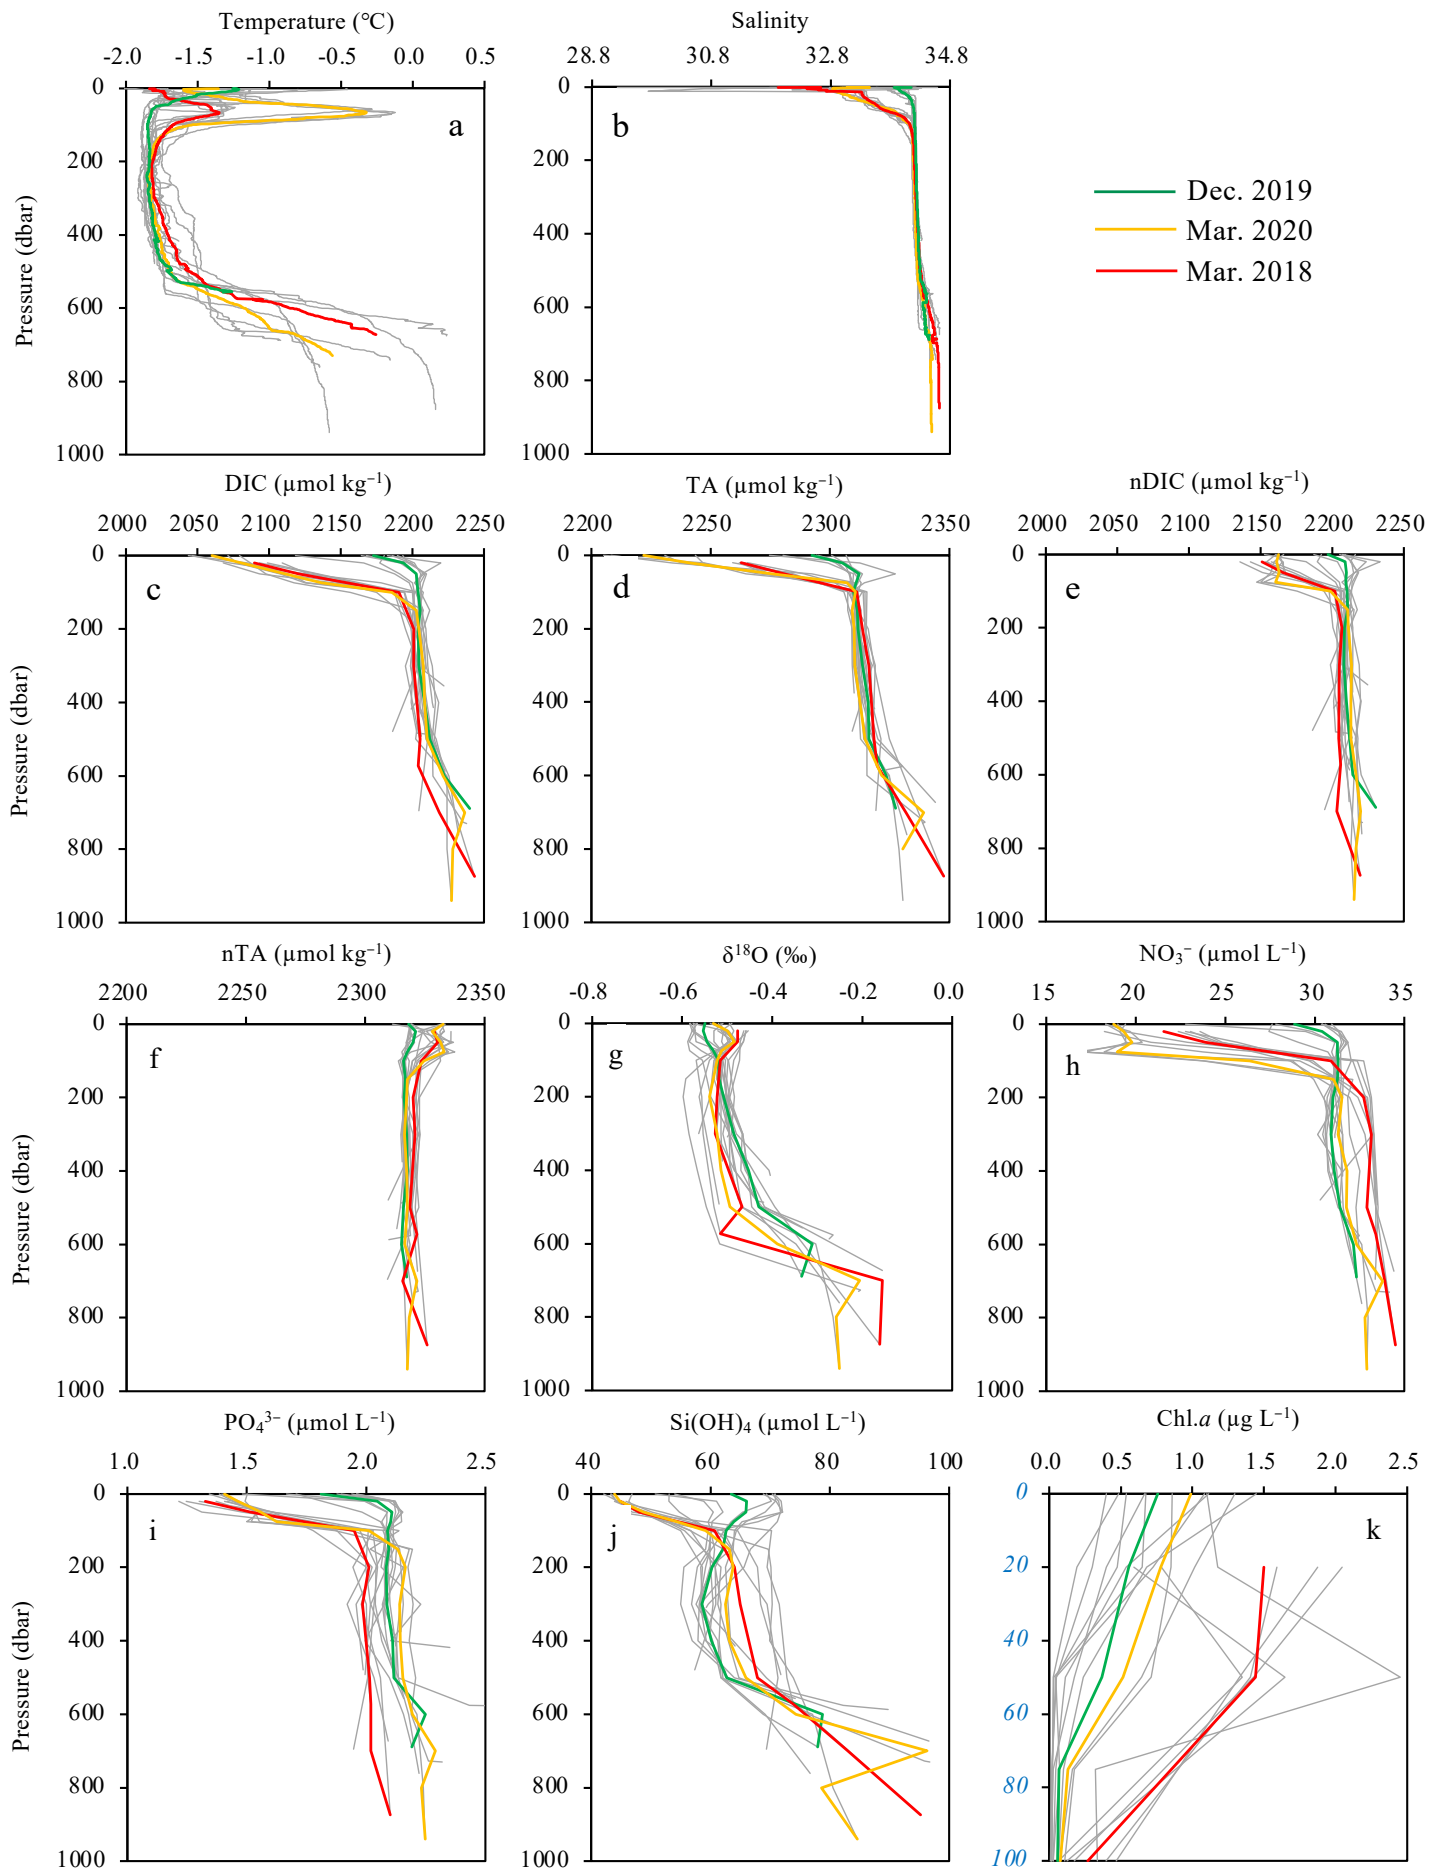 Temperature (°C)
Salinity
-2.0 -1.5 -1.0 -0.5 0.0 0.5
28.8 30.8 32.8 34.8
0
200
400
600
800
1000
Pressure (dbar)
a
0
200
400
600
800
1000
b
Dec. 2019
Mar. 2020
Mar. 2018
DIC (µmol kg⁻¹)
TA (µmol kg⁻¹)
nDIC (µmol kg⁻¹)
2000 2050 2100 2150 2200 2250
2200 2250 2300 2350
2000 2050 2100 2150 2200 2250
0
200
400
600
800
1000
Pressure (dbar)
c
0
200
400
600
800
1000
d
0
200
400
600
800
1000
e
nTA (µmol kg⁻¹)
δ¹⁸O (‰)
NO₃⁻ (µmol L⁻¹)
2200 2250 2300 2350
-0.8 -0.6 -0.4 -0.2 0.0
15 20 25 30 35
0
200
400
600
800
1000
Pressure (dbar)
f
0
200
400
600
800
1000
g
0
200
400
600
800
1000
h
PO₄³⁻ (µmol L⁻¹)
Si(OH)₄ (µmol L⁻¹)
Chl.a (µg L⁻¹)
1.0 1.5 2.0 2.5
40 60 80 100
0.0 0.5 1.0 1.5 2.0 2.5
0
200
400
600
800
1000
Pressure (dbar)
i
0
200
400
600
800
1000
j
0
20
40
60
80
100
k